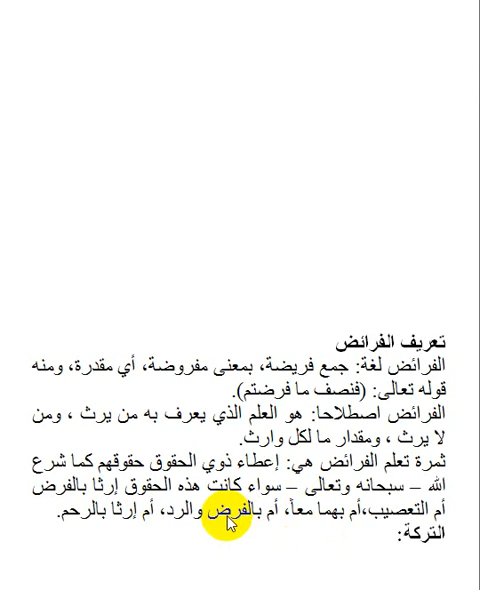 تعريف الفرائض
الفرائض لغة: جمع فريضة، بمعنى مفروضة، أي مقدرة، ومنه
قوله تعالى: (فنصف ما فرضتم).
الفرائض اصطلاحا: هو العلم الذي يعرف به من يرث ، ومن
لا يرث ، ومقدار ما لكل وارث.
ثمرة تعلم الفرائض هي: إعطاء ذوي الحقوق حقوقهم كما شرع
الله – سبحانه وتعالى – سواء كانت هذه الحقوق إرثا بالفرض
أم التعصيب،أم بهما معاً، أم بالفرض والرد، أم إرثا بالرحم.
التركة: